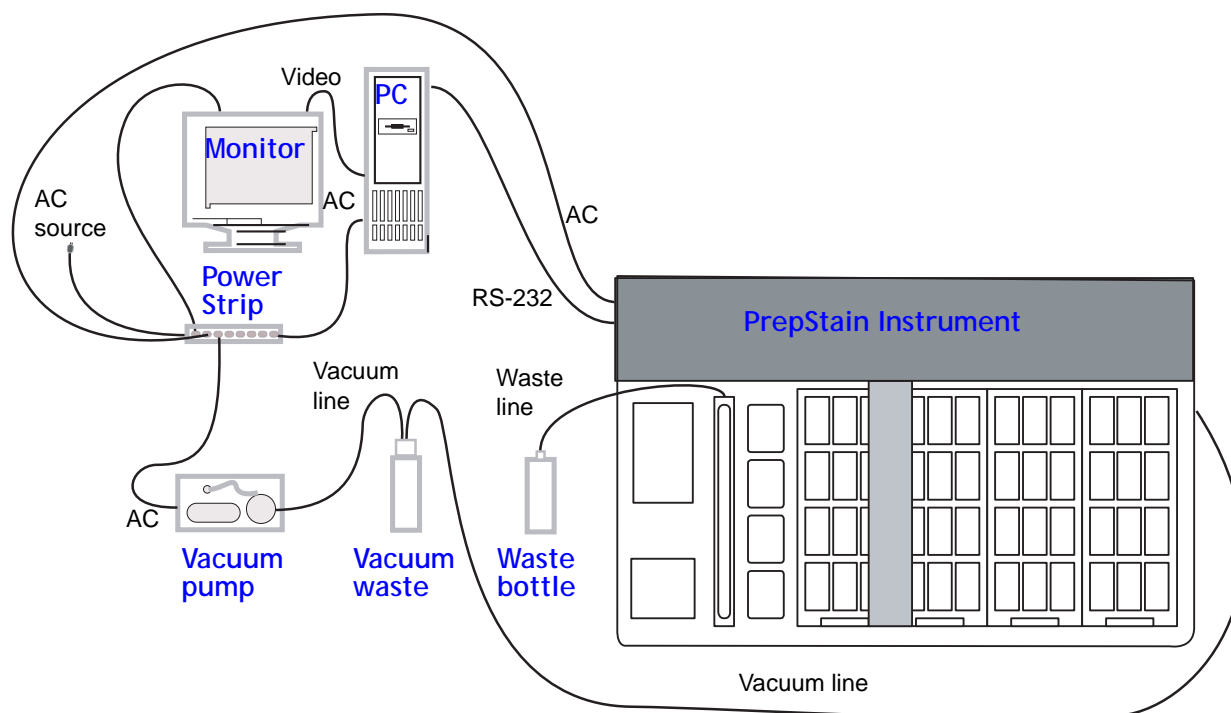 Video
PC
Monitor
AC
source
AC
AC
Power
Strip
RS-232
PrepStain Instrument
Vacuum
line
Waste
line
AC
Vacuum
pump
Vacuum
waste
Waste
bottle
Vacuum line